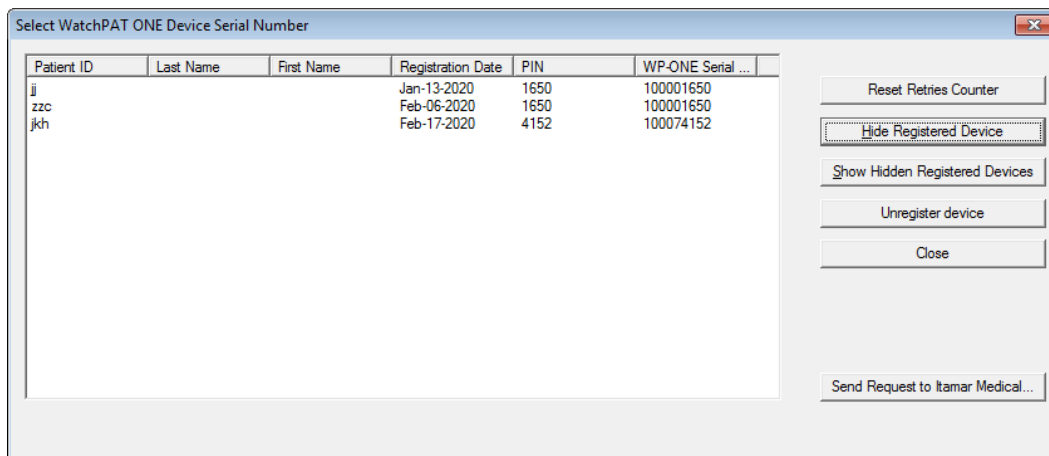 Select WatchPAT ONE Device Serial Number
Patient ID Last Name First Name Registration Date PIN WP-ONE Serial ...
jj Jan-13-2020 1650 100001650
zzc Feb-06-2020 1650 100001650
jkh Feb-17-2020 4152 100074152
Reset Retries Counter
Hide Registered Device
Show Hidden Registered Devices
Unregister device
Close
Send Request to Itamar Medical...